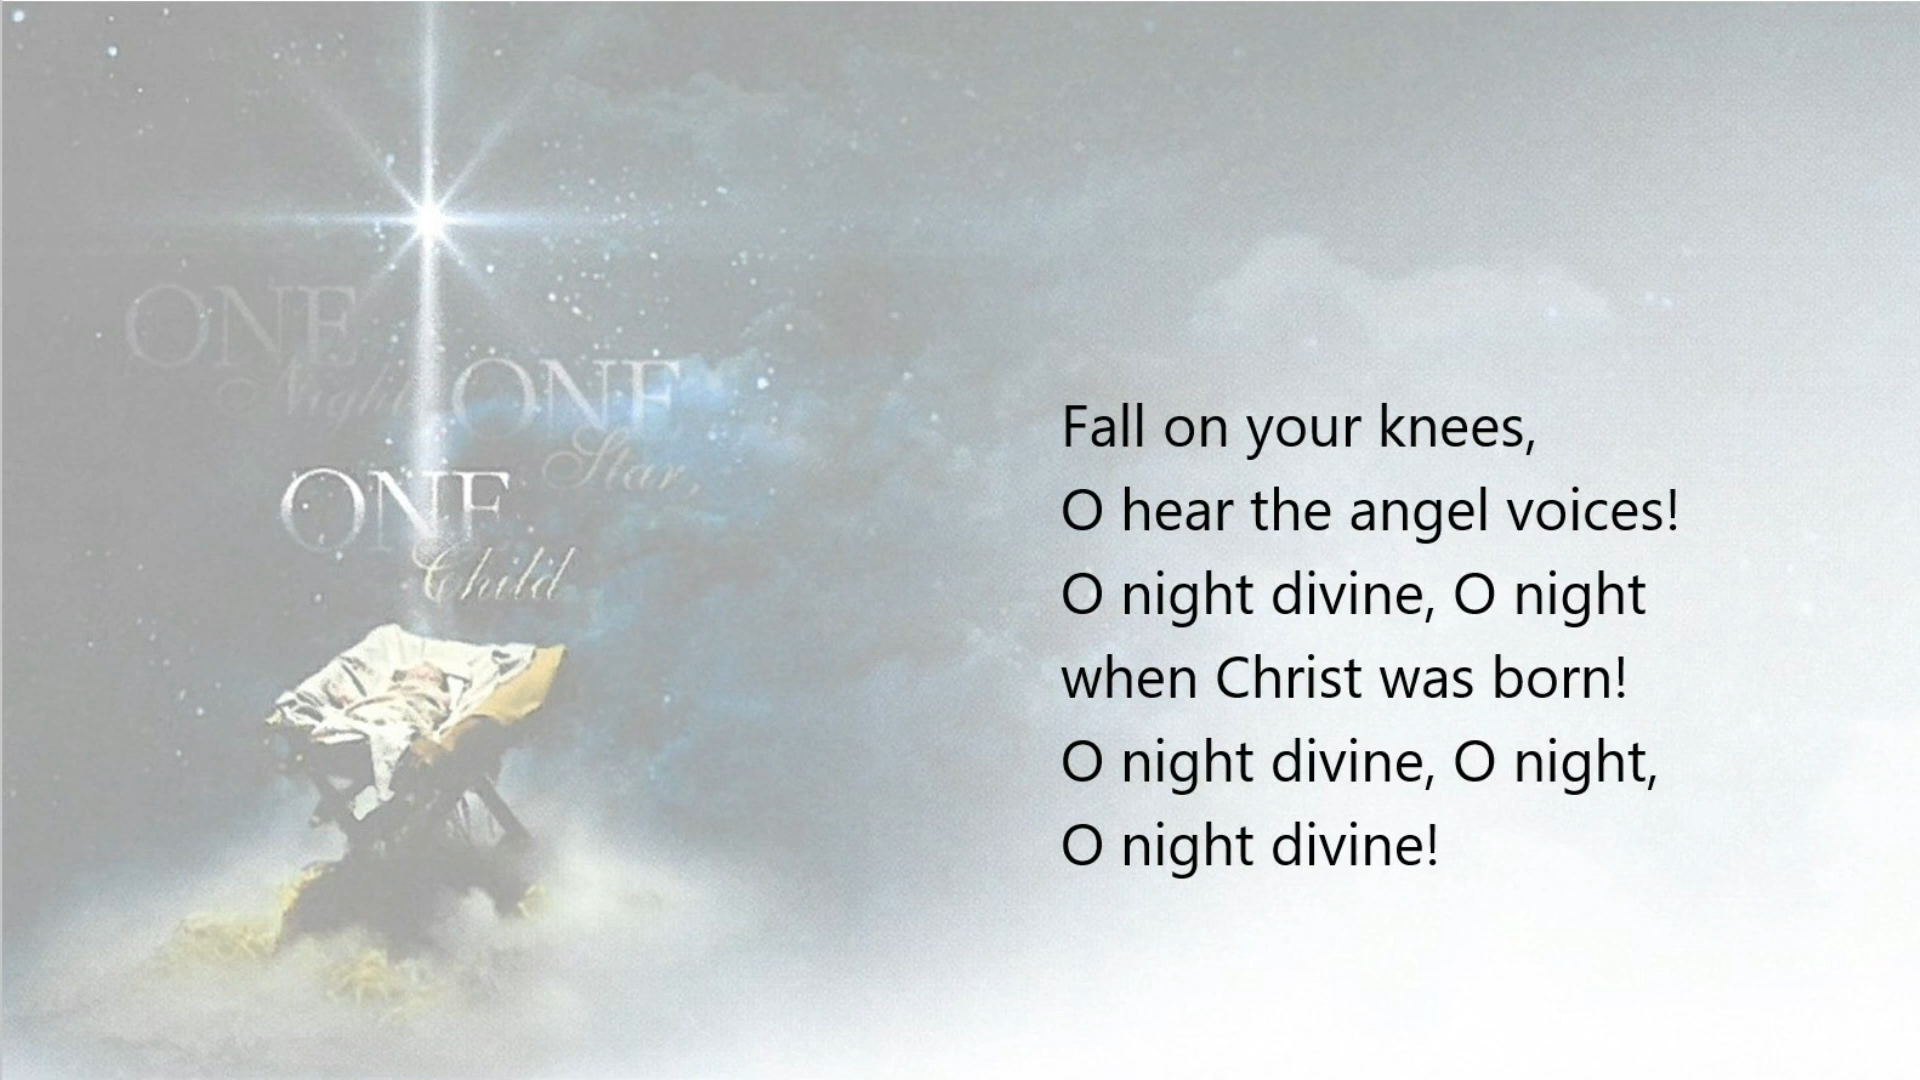 ONE
Night,
ONE
Star,
ONE
Child
Fall on your knees,
O hear the angel voices!
O night divine, O night
when Christ was born!
O night divine, O night,
O night divine!